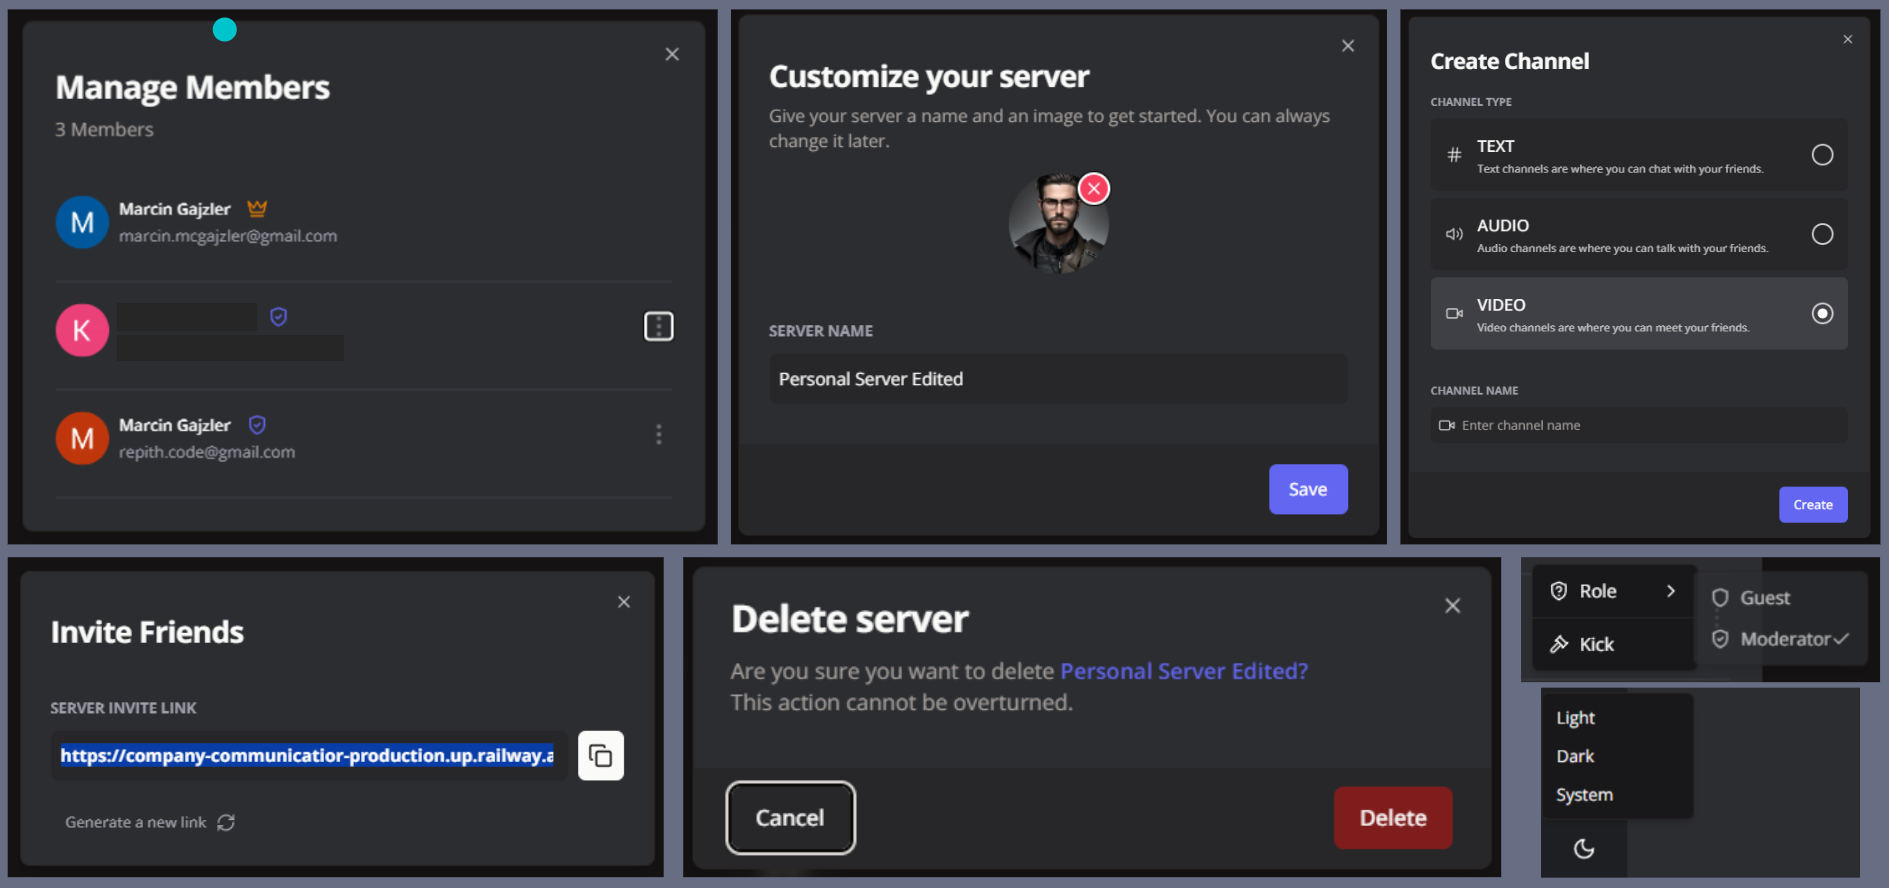 Manage Members
3 Members
M
Marcin Gajzler
marcin.mcgajzler@gmail.com
K
M
Marcin Gajzler
repith.code@gmail.com
Customize your server
Give your server a name and an image to get started. You can always
change it later.
SERVER NAME
Personal Server Edited
Save
Create Channel
CHANNEL TYPE
TEXT
Text channels are where you can chat with your friends.
AUDIO
Audio channels are where you can talk with your friends.
VIDEO
Video channels are where you can meet your friends.
CHANNEL NAME
Enter channel name
Create
Invite Friends
SERVER INVITE LINK
https://company-communicatior-production.up.railway.a
Generate a new link
Delete server
Are you sure you want to delete Personal Server Edited?
This action cannot be overturned.
Cancel
Delete
Role
Kick
Guest
Moderator
Light
Dark
System